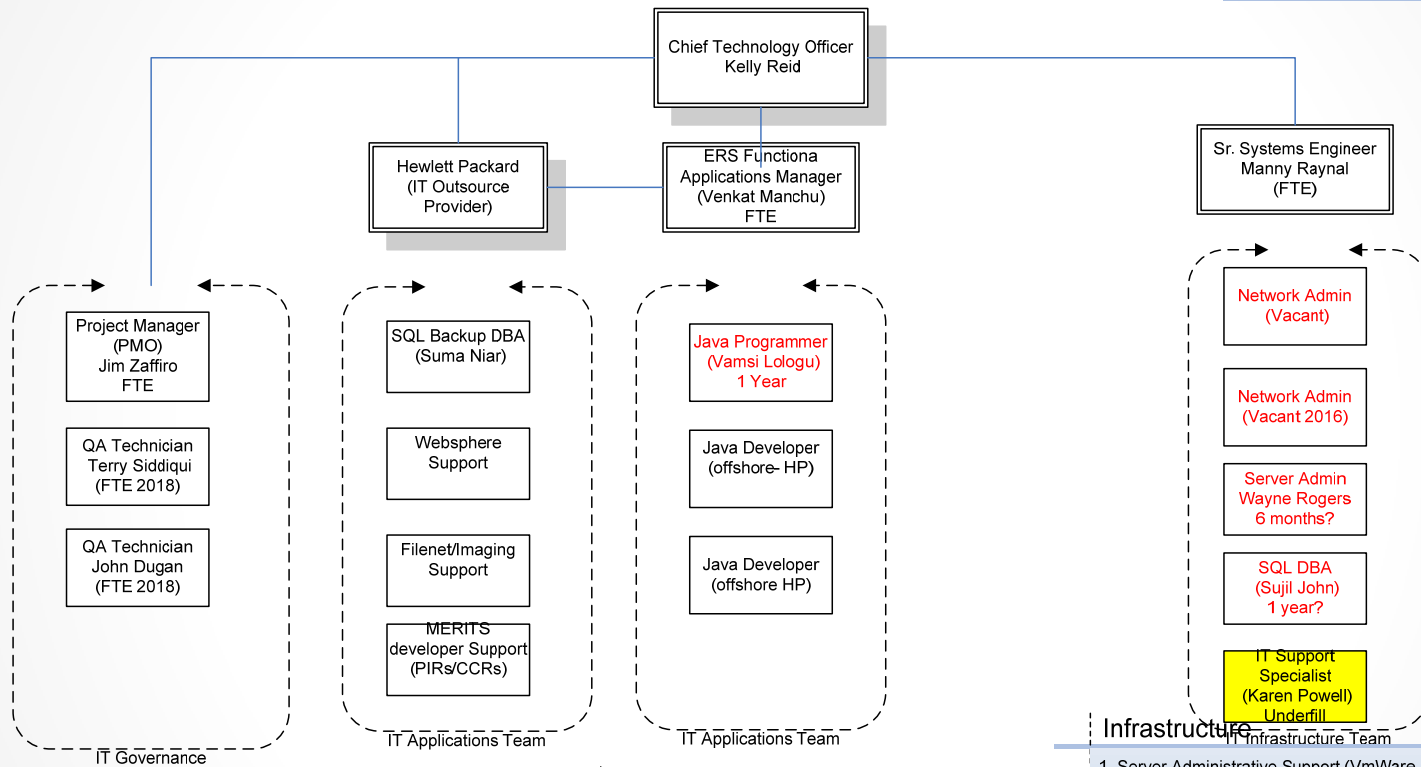 Chief Technology Officer
Kelly Reid
Hewlett Packard
(IT Outsource
Provider)
ERS Functiona
Applications Manager
(Venkat Manchu)
FTE
Sr. Systems Engineer
Manny Raynal
(FTE)
Project Manager
(PMO)
Jim Zaffiro
FTE
QA Technician
Terry Siddiqui
(FTE 2018)
QA Technician
John Dugan
(FTE 2018)
IT Governance
SQL Backup DBA
(Suma Niar)
Websphere
Support
Filenet/Imaging
Support
MERITS
developer Support
(PIRs/CCRs)
IT Applications Team
Java Programmer
(Vamsi Lologu)
1 Year
Java Developer
(offshore- HP)
Java Developer
(offshore HP)
IT Applications Team
Network Admin
(Vacant)
Network Admin
(Vacant 2016)
Server Admin
Wayne Rogers
6 months?
SQL DBA
(Sujil John)
1 year?
IT Support
Specialist
(Karen Powell)
Underfill
IT Infrastructure Team
Infrastructure
1. Server Administrative Support (VmWare